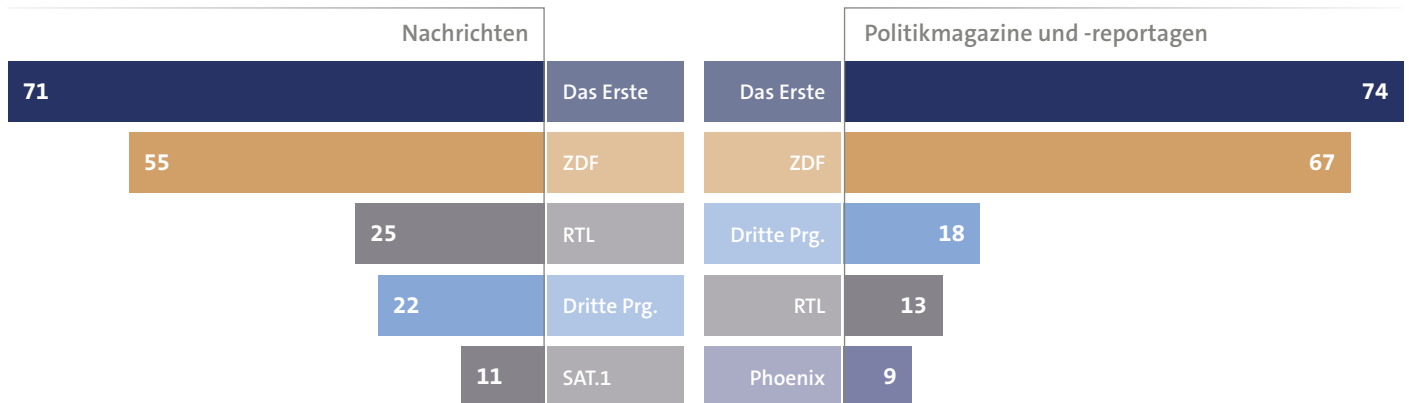 Nachrichten
Politikmagazine und -reportagen
71 Das Erste
Das Erste 74
55 ZDF
ZDF 67
25 RTL
Dritte Prg. 18
22 Dritte Prg.
RTL 13
11 SAT.1
Phoenix 9